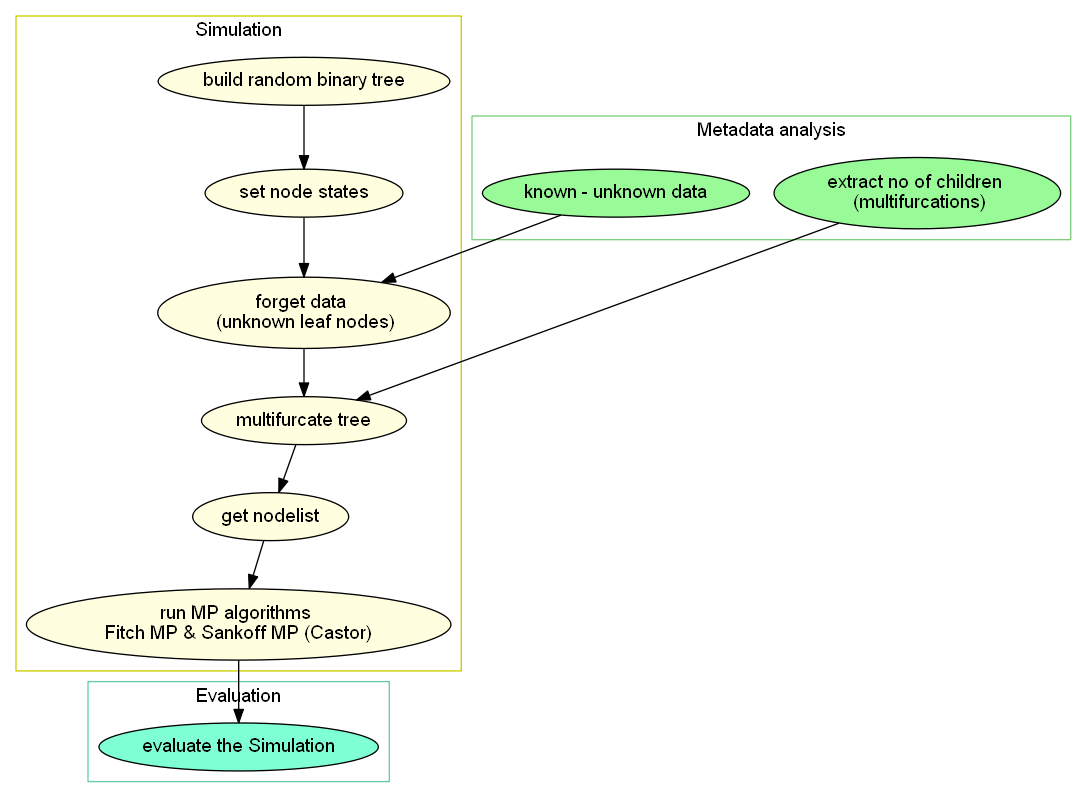 Simulation
build random binary tree
set node states
Metadata analysis
known - unknown data
extract no of children
(multifurcations)
forget data
(unknown leaf nodes)
multifurcate tree
get nodelist
run MP algorithms
Fitch MP & Sankoff MP (Castor)
Evaluation
evaluate the Simulation